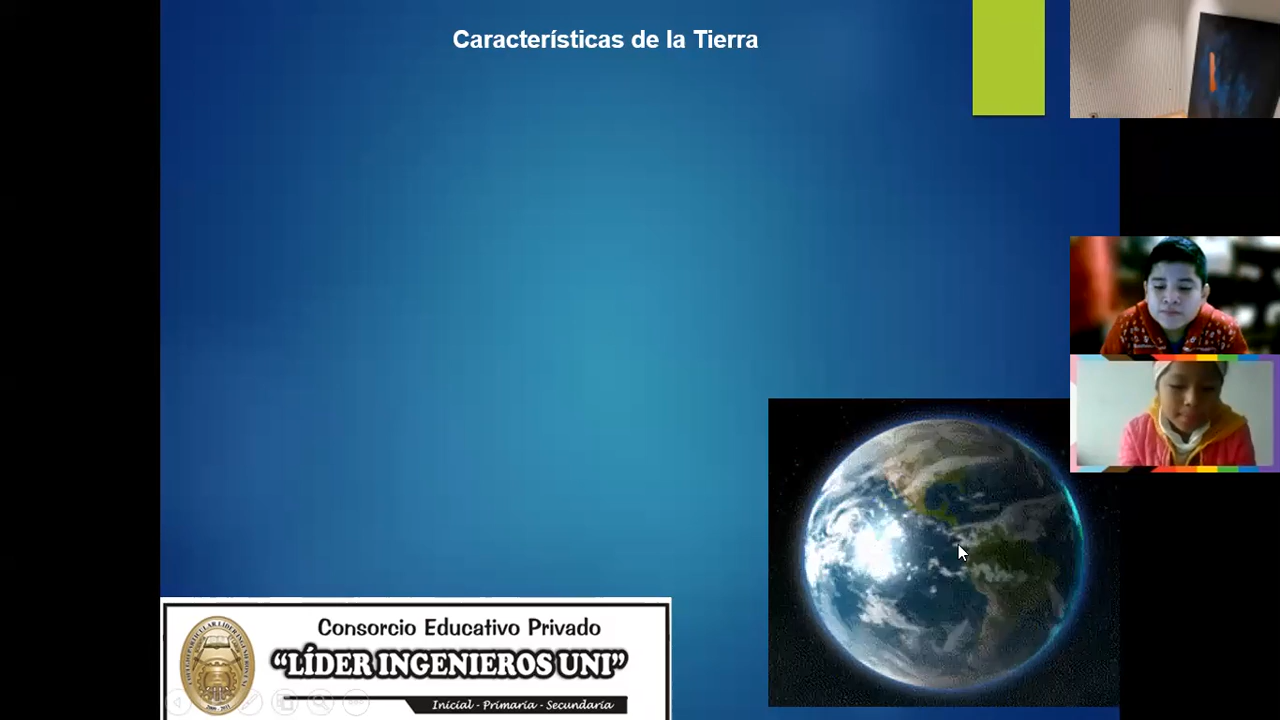 Características de la Tierra
Consorcio Educativo Privado
“LÍDER INGENIEROS UNI”
Inicial - Primaria - Secundaria